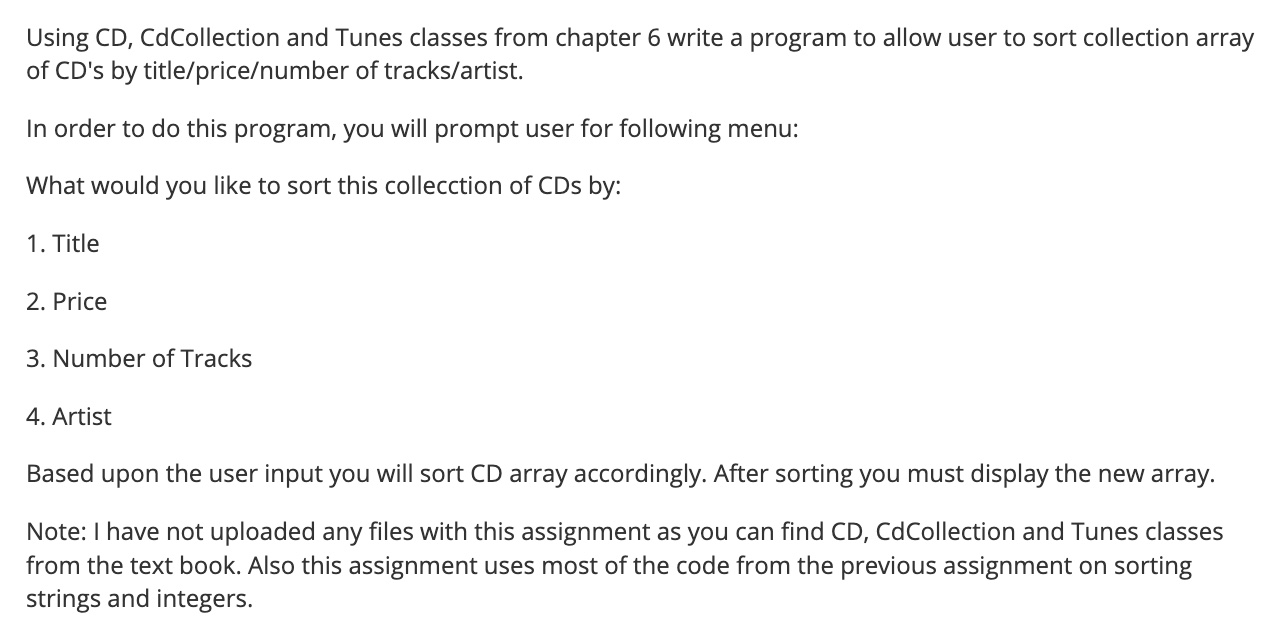 Using CD, CdCollection and Tunes classes from chapter 6 write a program to allow user to sort collection array
of CD's by title/price/number of tracks/artist.
In order to do this program, you will prompt user for following menu:
What would you like to sort this collecction of CDs by:
1. Title
2. Price
3. Number of Tracks
4. Artist
Based upon the user input you will sort CD array accordingly. After sorting you must display the new array.
Note: I have not uploaded any files with this assignment as you can find CD, CdCollection and Tunes classes
from the text book. Also this assignment uses most of the code from the previous assignment on sorting
strings and integers.